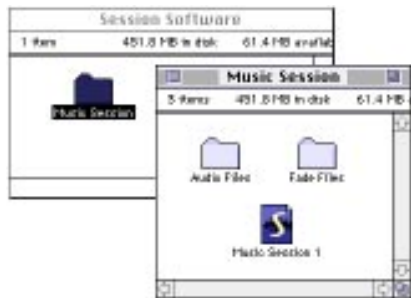 Session Software
1 item 451.8 MB in disk 61.4 MB availab
Music Session
Music Session
3 items 451.8 MB in disk 61.4 MB
Audio Files Fade Files
Music Session 1